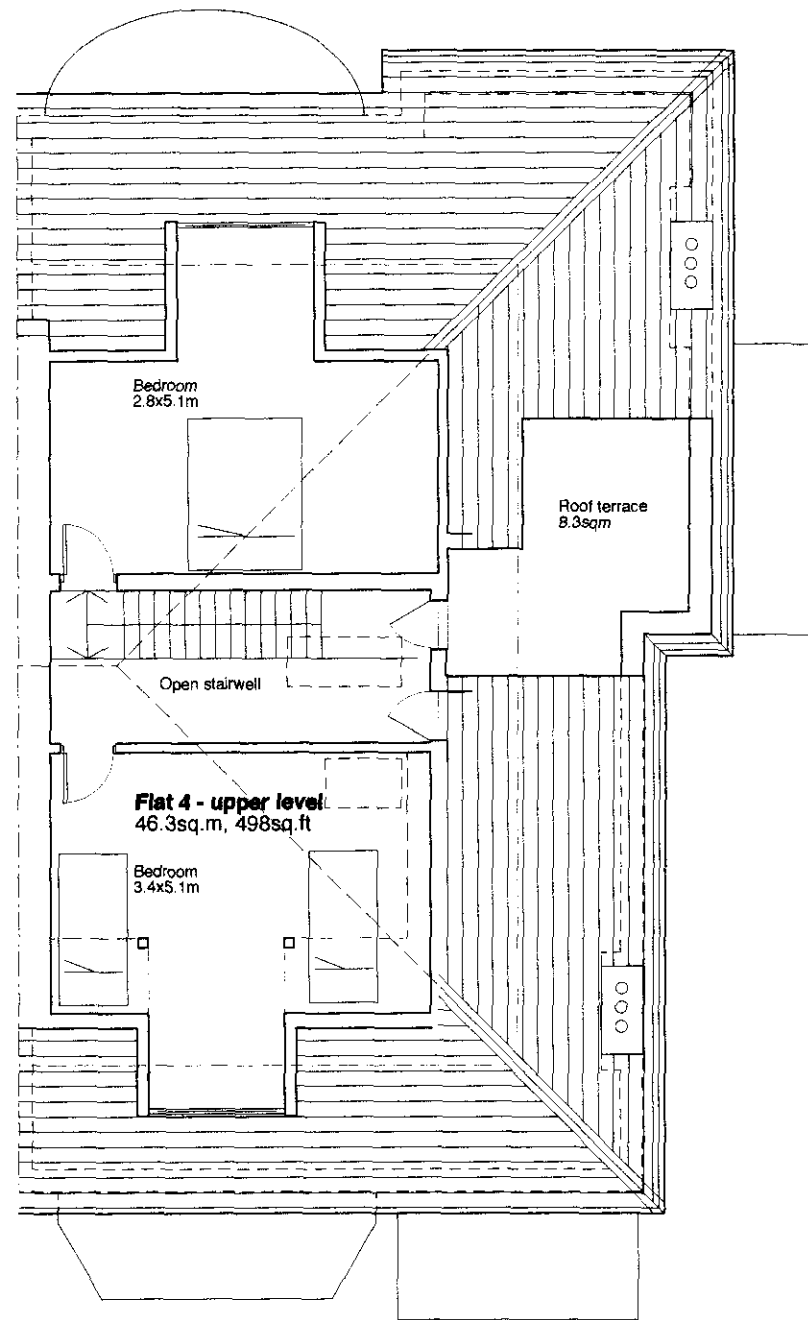 Bedroom
2.8x5.1m
Roof terrace
8.3sqm
Open stairwell
Flat 4 - upper level
46.3sq.m, 498sq.ft
Bedroom
3.4x5.1m